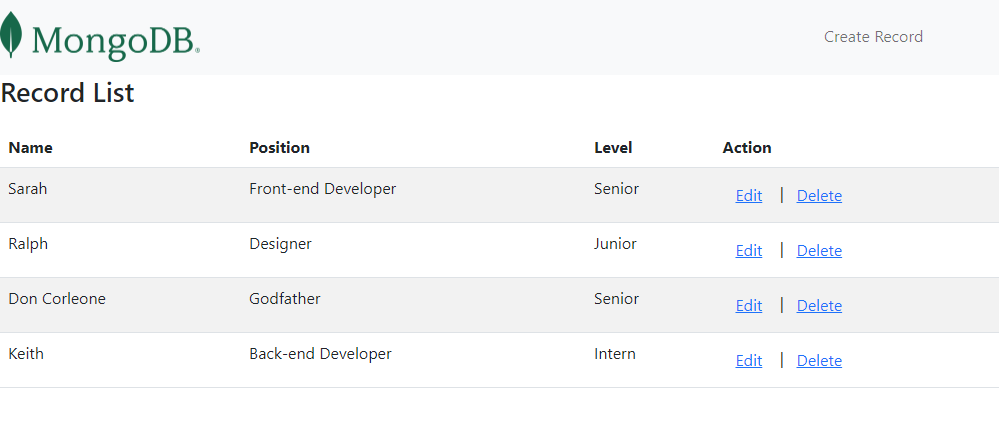 MongoDB®
Create Record
Record List
Name Position Level Action
Sarah Front-end Developer Senior Edit | Delete
Ralph Designer Junior Edit | Delete
Don Corleone Godfather Senior Edit | Delete
Keith Back-end Developer Intern Edit | Delete